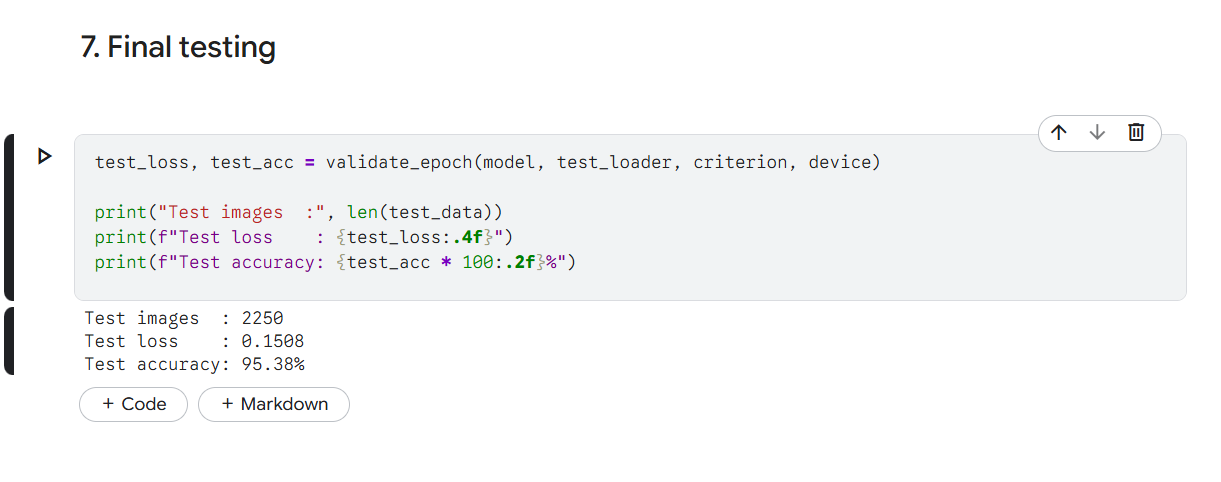 7. Final testing
test_loss, test_acc = validate_epoch(model, test_loader, criterion, device)
print("Test images  :", len(test_data))
print(f"Test loss    : {test_loss:.4f}")
print(f"Test accuracy: {test_acc * 100:.2f}%")
Test images  : 2250
Test loss    : 0.1508
Test accuracy: 95.38%
+ Code + Markdown